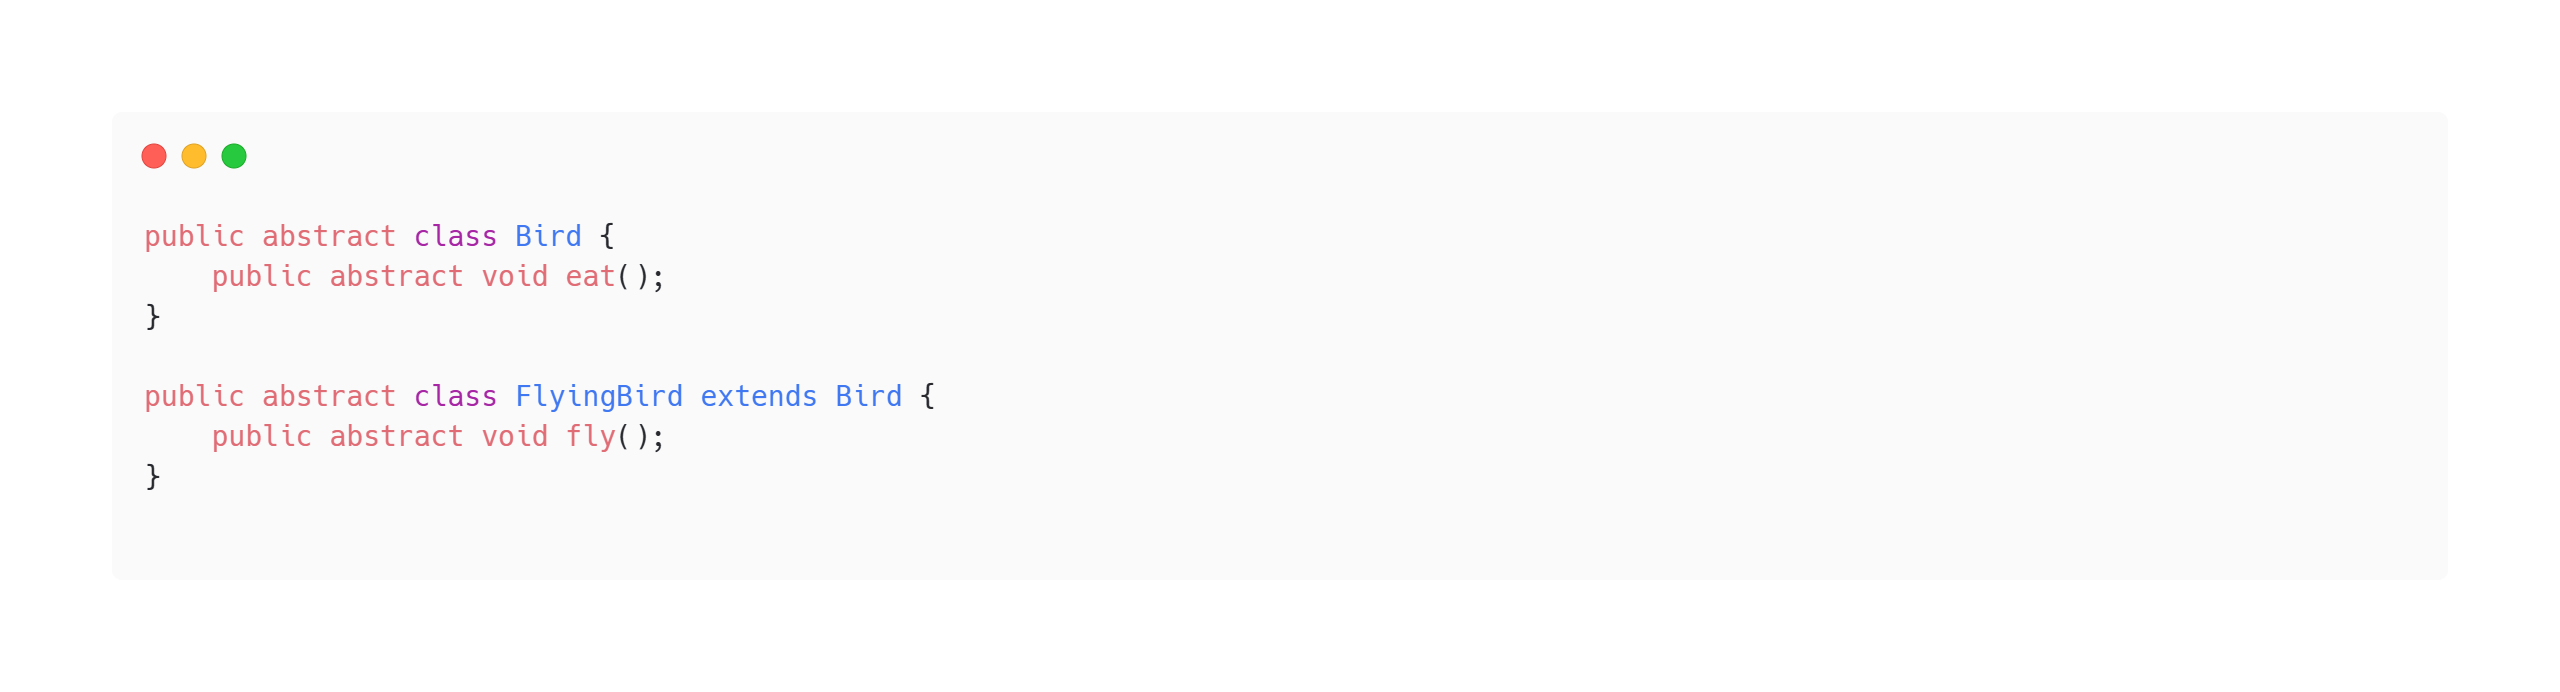 public abstract class Bird {
    public abstract void eat();
}

public abstract class FlyingBird extends Bird {
    public abstract void fly();
}